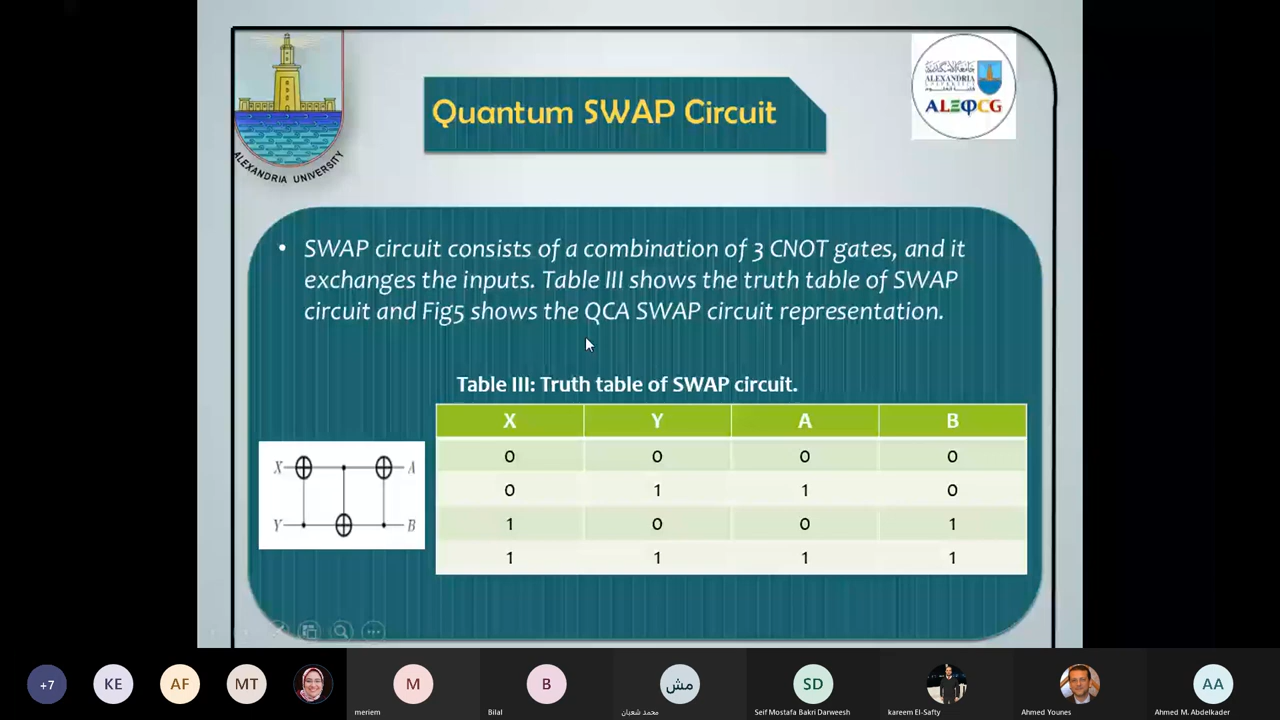 ALEXANDRIA UNIVERSITY
Quantum SWAP Circuit
ALEXANDRIA
ALEΦCG
• SWAP circuit consists of a combination of 3 CNOT gates, and it
exchanges the inputs. Table III shows the truth table of SWAP
circuit and Fig5 shows the QCA SWAP circuit representation.
Table III: Truth table of SWAP circuit.
X Y A B
0 0 0 0
0 1 1 0
1 0 0 1
1 1 1 1
X A
Y B
+7 KE AF MT M B مش SD AA
meriem Bilal محمد شعبان Seif Mostafa Bakri Darweesh kareem El-Safty Ahmed Younes Ahmed M. Abdelkader